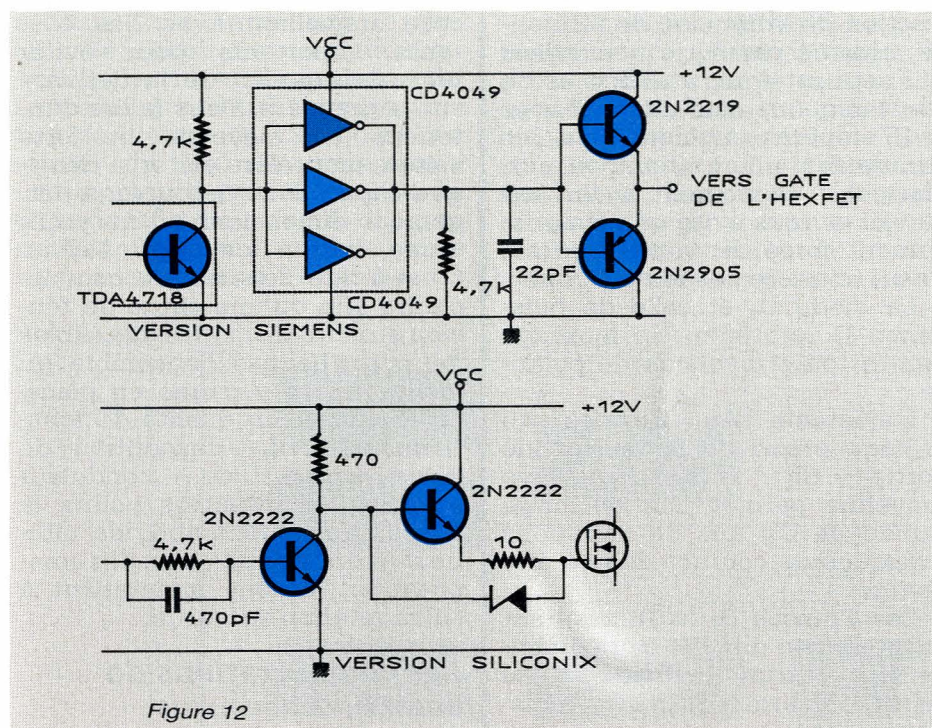 VCC
+12V
CD4049
4,7k
2N2219
VERS GATE
DE L'HEXFET
22pF
4,7k
2N2905
TDA4718
CD4049
VERSION SIEMENS
VCC
+12V
470
2N2222
2N2222
4,7k
10
470pF
VERSION SILICONIX
Figure 12